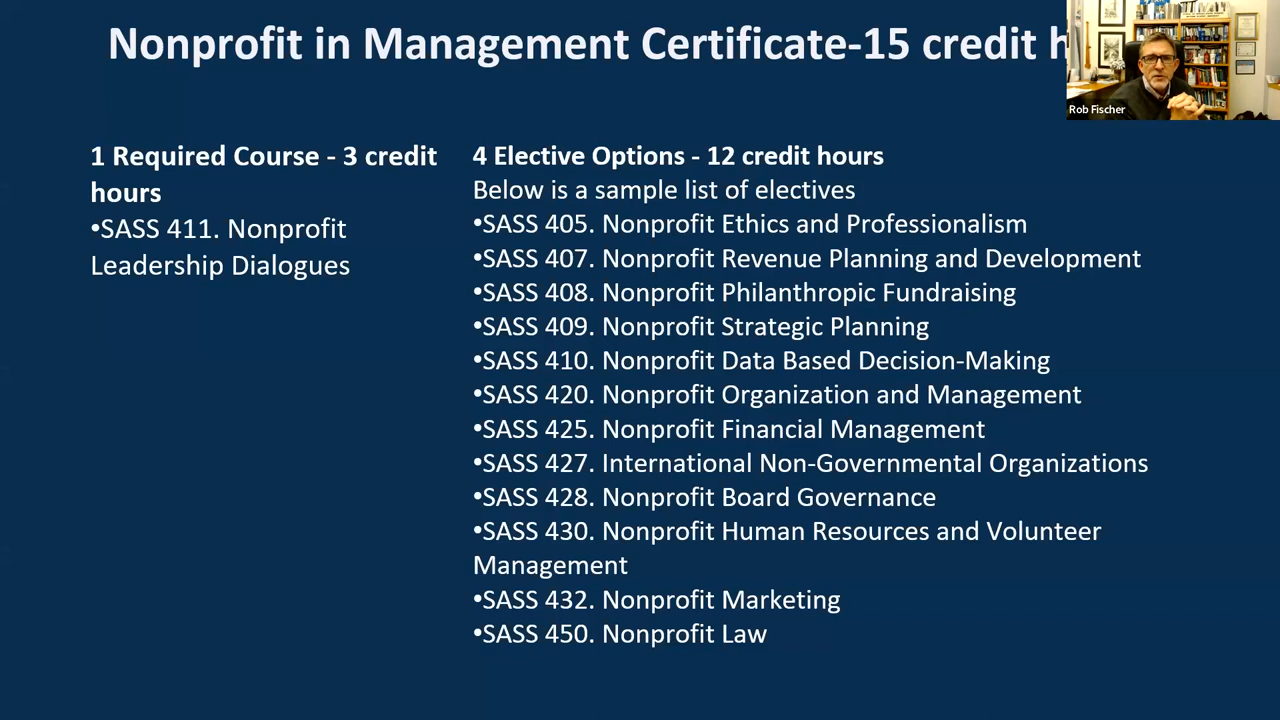 Nonprofit in Management Certificate-15 credit
Rob Fischer
1 Required Course - 3 credit
hours
•SASS 411. Nonprofit
Leadership Dialogues
4 Elective Options - 12 credit hours
Below is a sample list of electives
•SASS 405. Nonprofit Ethics and Professionalism
•SASS 407. Nonprofit Revenue Planning and Development
•SASS 408. Nonprofit Philanthropic Fundraising
•SASS 409. Nonprofit Strategic Planning
•SASS 410. Nonprofit Data Based Decision-Making
•SASS 420. Nonprofit Organization and Management
•SASS 425. Nonprofit Financial Management
•SASS 427. International Non-Governmental Organizations
•SASS 428. Nonprofit Board Governance
•SASS 430. Nonprofit Human Resources and Volunteer
Management
•SASS 432. Nonprofit Marketing
•SASS 450. Nonprofit Law